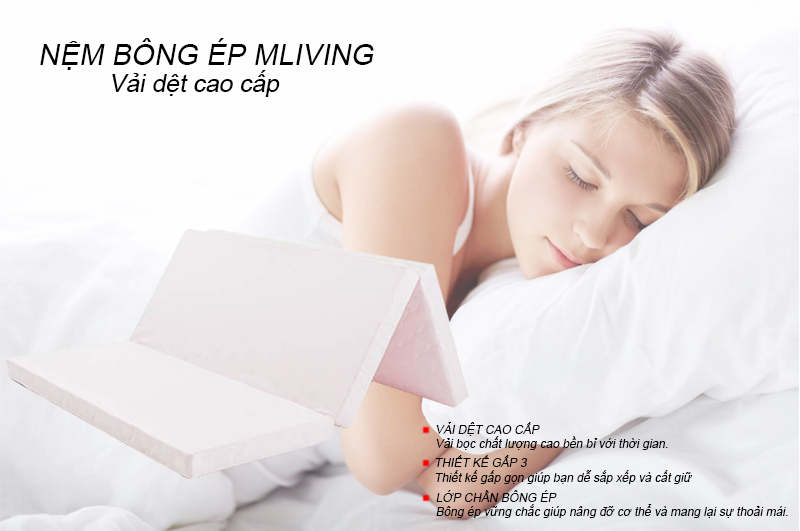 NỆM BÔNG ÉP MLIVING
Vải dệt cao cấp
VẢI DỆT CAO CẤP
Vải bọc chất lượng cao bền bỉ với thời gian.
THIẾT KẾ GẤP 3
Thiết kế gấp gọn giúp bạn dễ sắp xếp và cất giữ
LỚP CHẦN BÔNG ÉP
Bông ép vững chắc giúp nâng đỡ cơ thể và mang lại sự thoải mái.